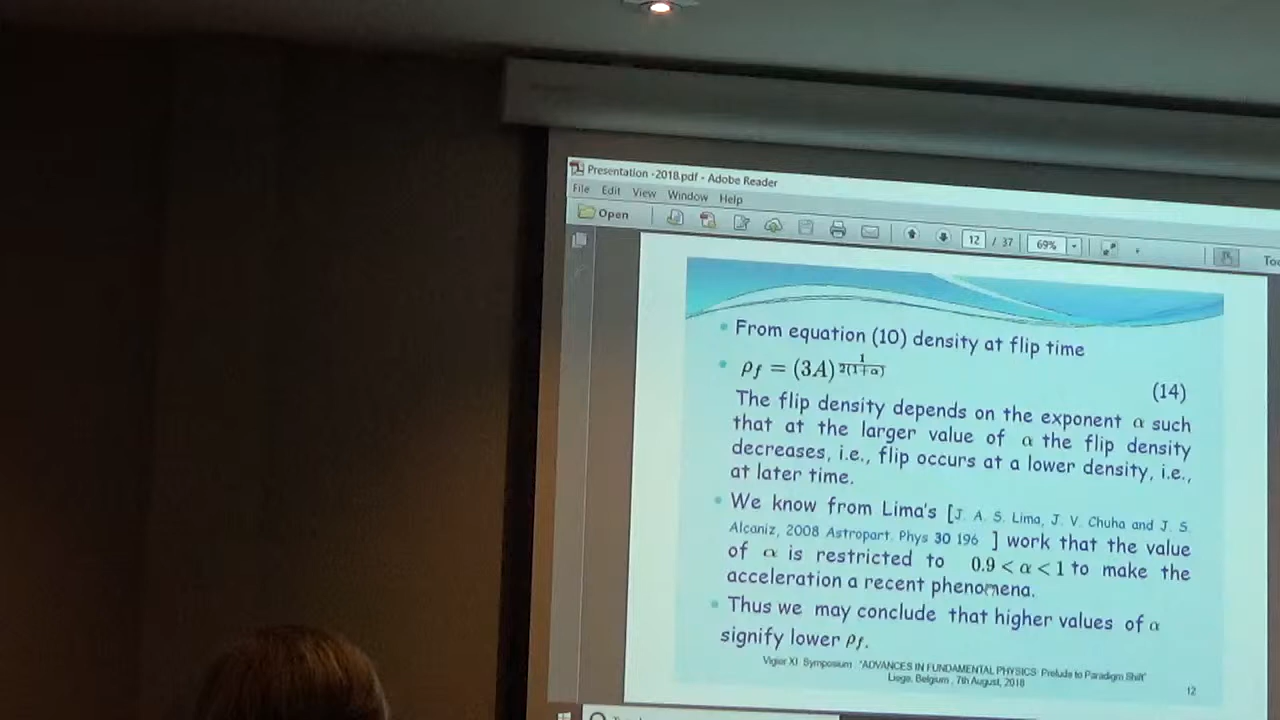 Presentation -2018.pdf - Adobe Reader
File Edit View Window Help
Open 12 / 37 69%
• From equation (10) density at flip time
• ρf = (3A)^(1/(2(1+α))) (14)
The flip density depends on the exponent α such
that at the larger value of α the flip density
decreases, i.e., flip occurs at a lower density, i.e.,
at later time.
• We know from Lima's [J. A. S. Lima, J. V. Chuha and J. S.
Alcaniz, 2008 Astropart. Phys 30 196 ] work that the value
of α is restricted to 0.9 < α < 1 to make the
acceleration a recent phenomena.
• Thus we may conclude that higher values of α
signify lower ρf.
Vigier XI Symposium "ADVANCES IN FUNDAMENTAL PHYSICS: Prelude to Paradigm Shift"
Liege, Belgium, 7th August, 2018
12